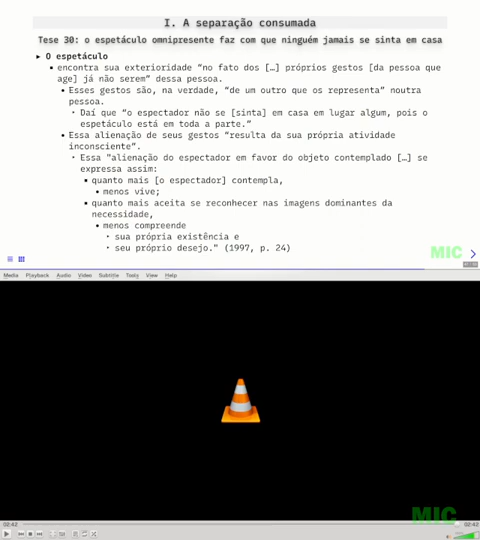 I. A separação consumada
Tese 30: o espetáculo omnipresente faz com que ninguém jamais se sinta em casa
O espetáculo
encontra sua exterioridade “no fato dos […] próprios gestos [da pessoa que
age] já não serem” dessa pessoa.
Esses gestos são, na verdade, “de um outro que os representa” noutra
pessoa.
Daí que “o espectador não se [sinta] em casa em lugar algum, pois o
espetáculo está em toda a parte.”
Essa alienação de seus gestos “resulta da sua própria atividade
inconsciente”.
Essa "alienação do espectador em favor do objeto contemplado […] se
expressa assim:
quanto mais [o espectador] contempla,
menos vive;
quanto mais aceita se reconhecer nas imagens dominantes da
necessidade,
menos compreende
sua própria existência e
seu próprio desejo." (1997, p. 24)
MIC
Media Playback Audio Video Subtitle Tools View Help
MIC
02:42 02:42